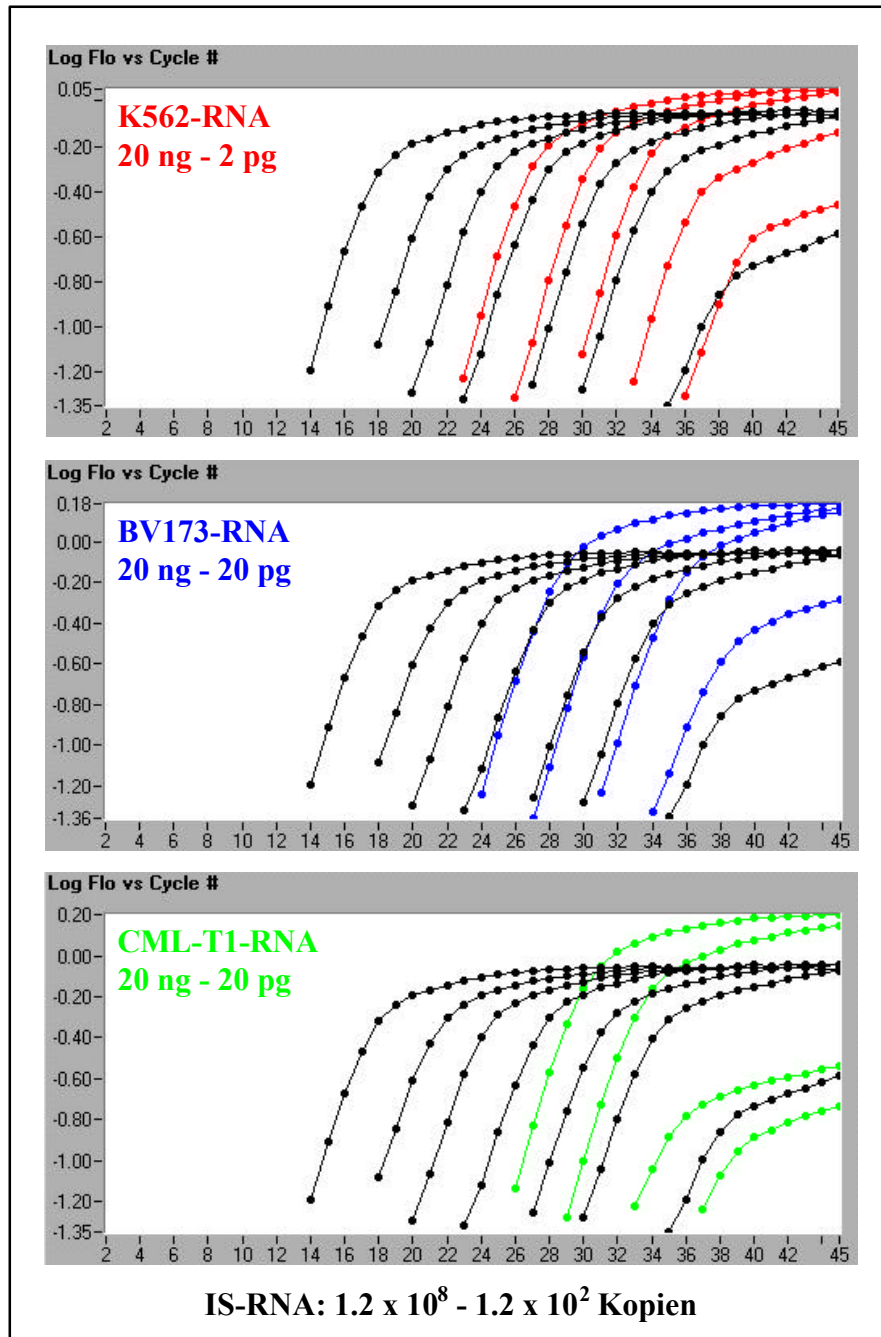 Log Flo vs Cycle #
K562-RNA
20 ng - 2 pg
0.05
-0.20
-0.40
-0.60
-0.80
-1.00
-1.20
-1.35
2 4 6 8 10 12 14 16 18 20 22 24 26 28 30 32 34 36 38 42 45
Log Flo vs Cycle #
BV173-RNA
20 ng - 20 pg
0.18
0.00
-0.20
-0.40
-0.60
-0.80
-1.00
-1.20
-1.36
2 4 6 8 10 12 14 16 18 20 22 24 26 28 30 32 34 36 38 40 42 45
Log Flo vs Cycle #
CML-T1-RNA
20 ng - 20 pg
0.20
0.00
-0.20
-0.40
-0.60
-0.80
-1.00
-1.20
-1.35
2 4 6 8 10 12 14 16 18 20 22 24 26 28 30 32 34 36 38 40 42 45
IS-RNA: 1.2 x 10⁸ - 1.2 x 10² Kopien